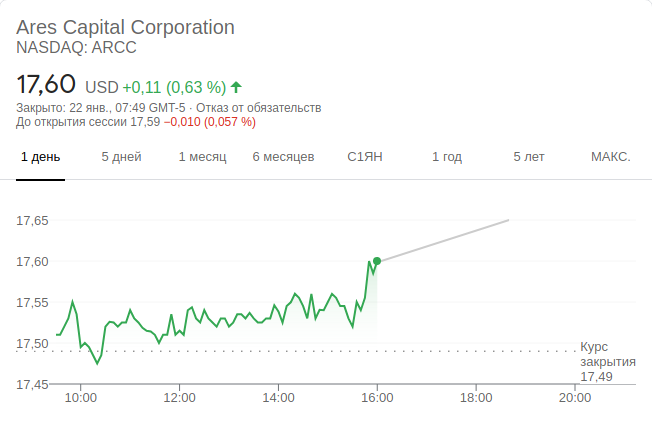 Ares Capital Corporation
NASDAQ: ARCC
17,60 USD +0,11 (0,63 %)
Закрыто: 22 янв., 07:49 GMT-5 · Отказ от обязательств
До открытия сессии 17,59 −0,010 (0,057 %)
1 день 5 дней 1 месяц 6 месяцев С1ЯН 1 год 5 лет МАКС.
17,65
17,60
17,55
17,50
Курс
закрытия
17,49
17,45
10:00 12:00 14:00 16:00 18:00 20:00